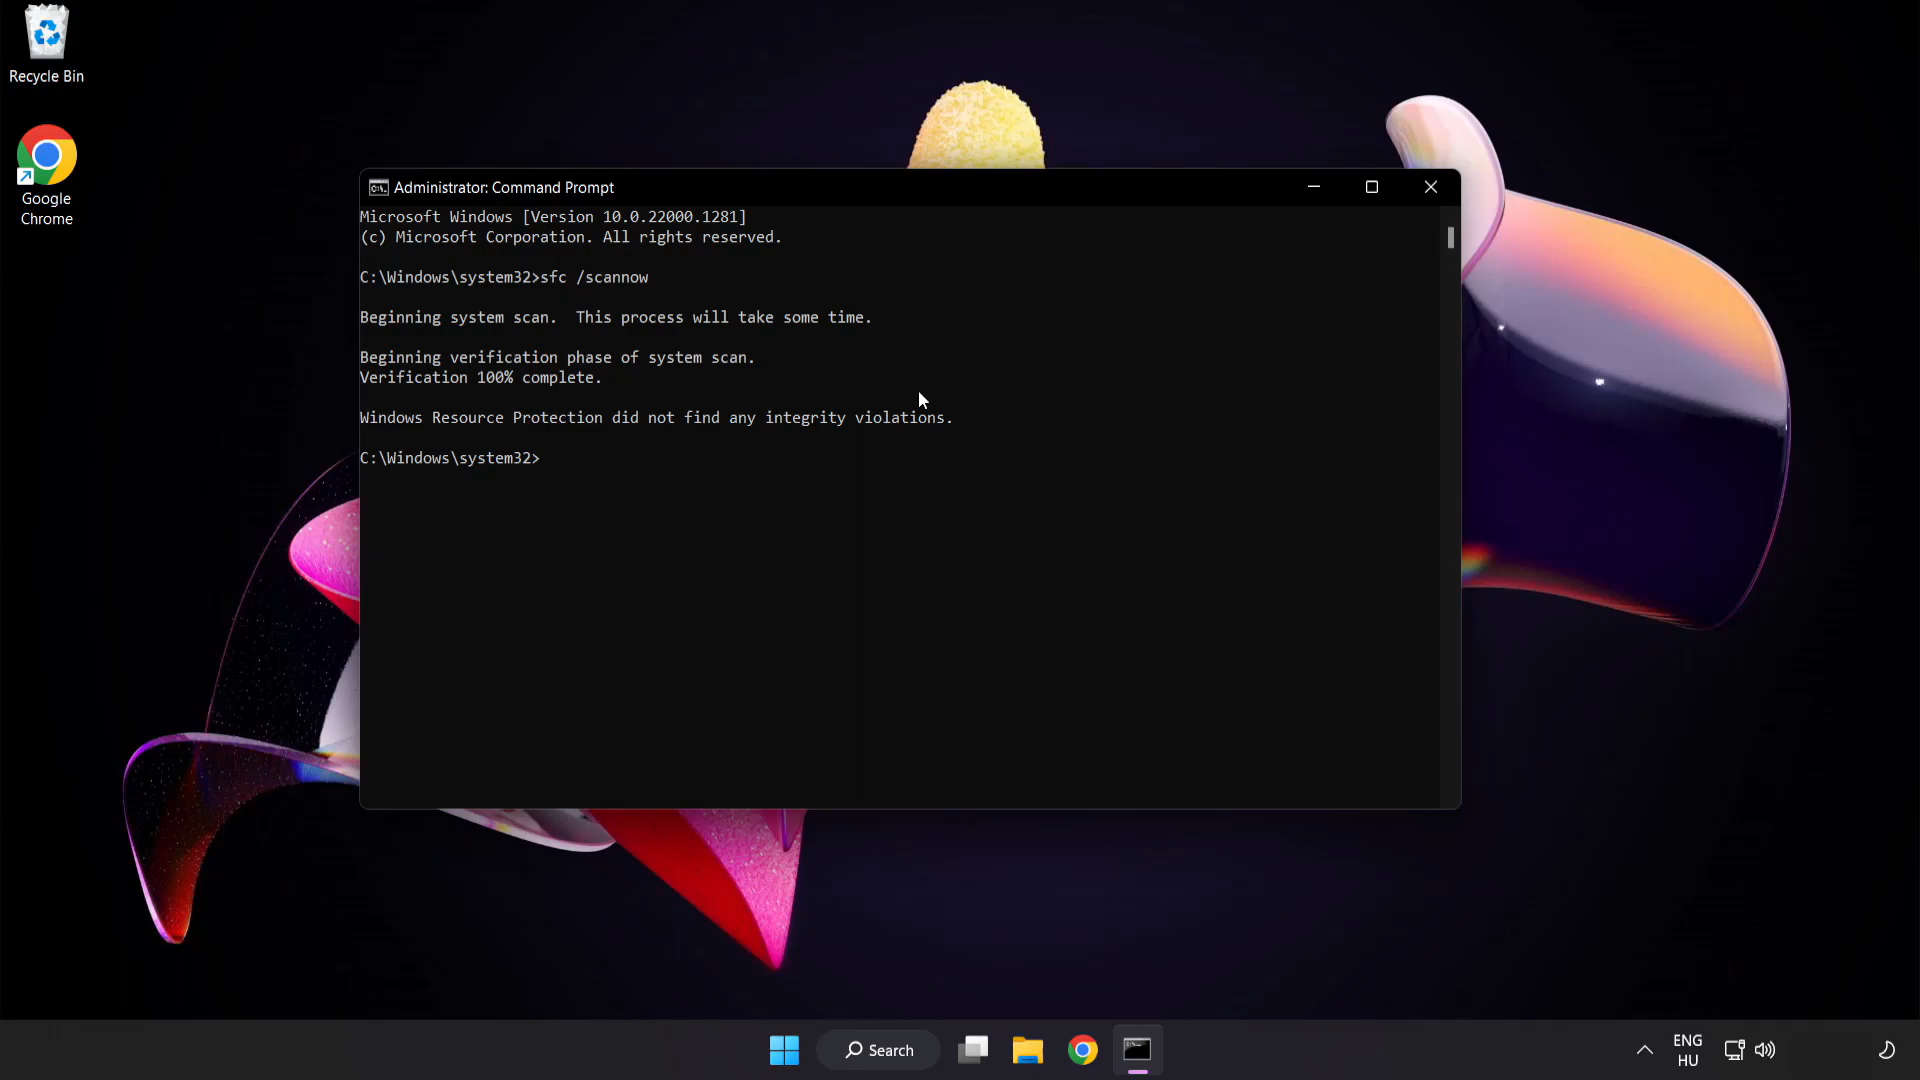 Recycle Bin
Google
Chrome
Administrator: Command Prompt
Microsoft Windows [Version 10.0.22000.1281]
(c) Microsoft Corporation. All rights reserved.
C:\Windows\system32>sfc /scannow
Beginning system scan.  This process will take some time.
Beginning verification phase of system scan.
Verification 100% complete.
Windows Resource Protection did not find any integrity violations.
C:\Windows\system32>
Search
ENG
HU